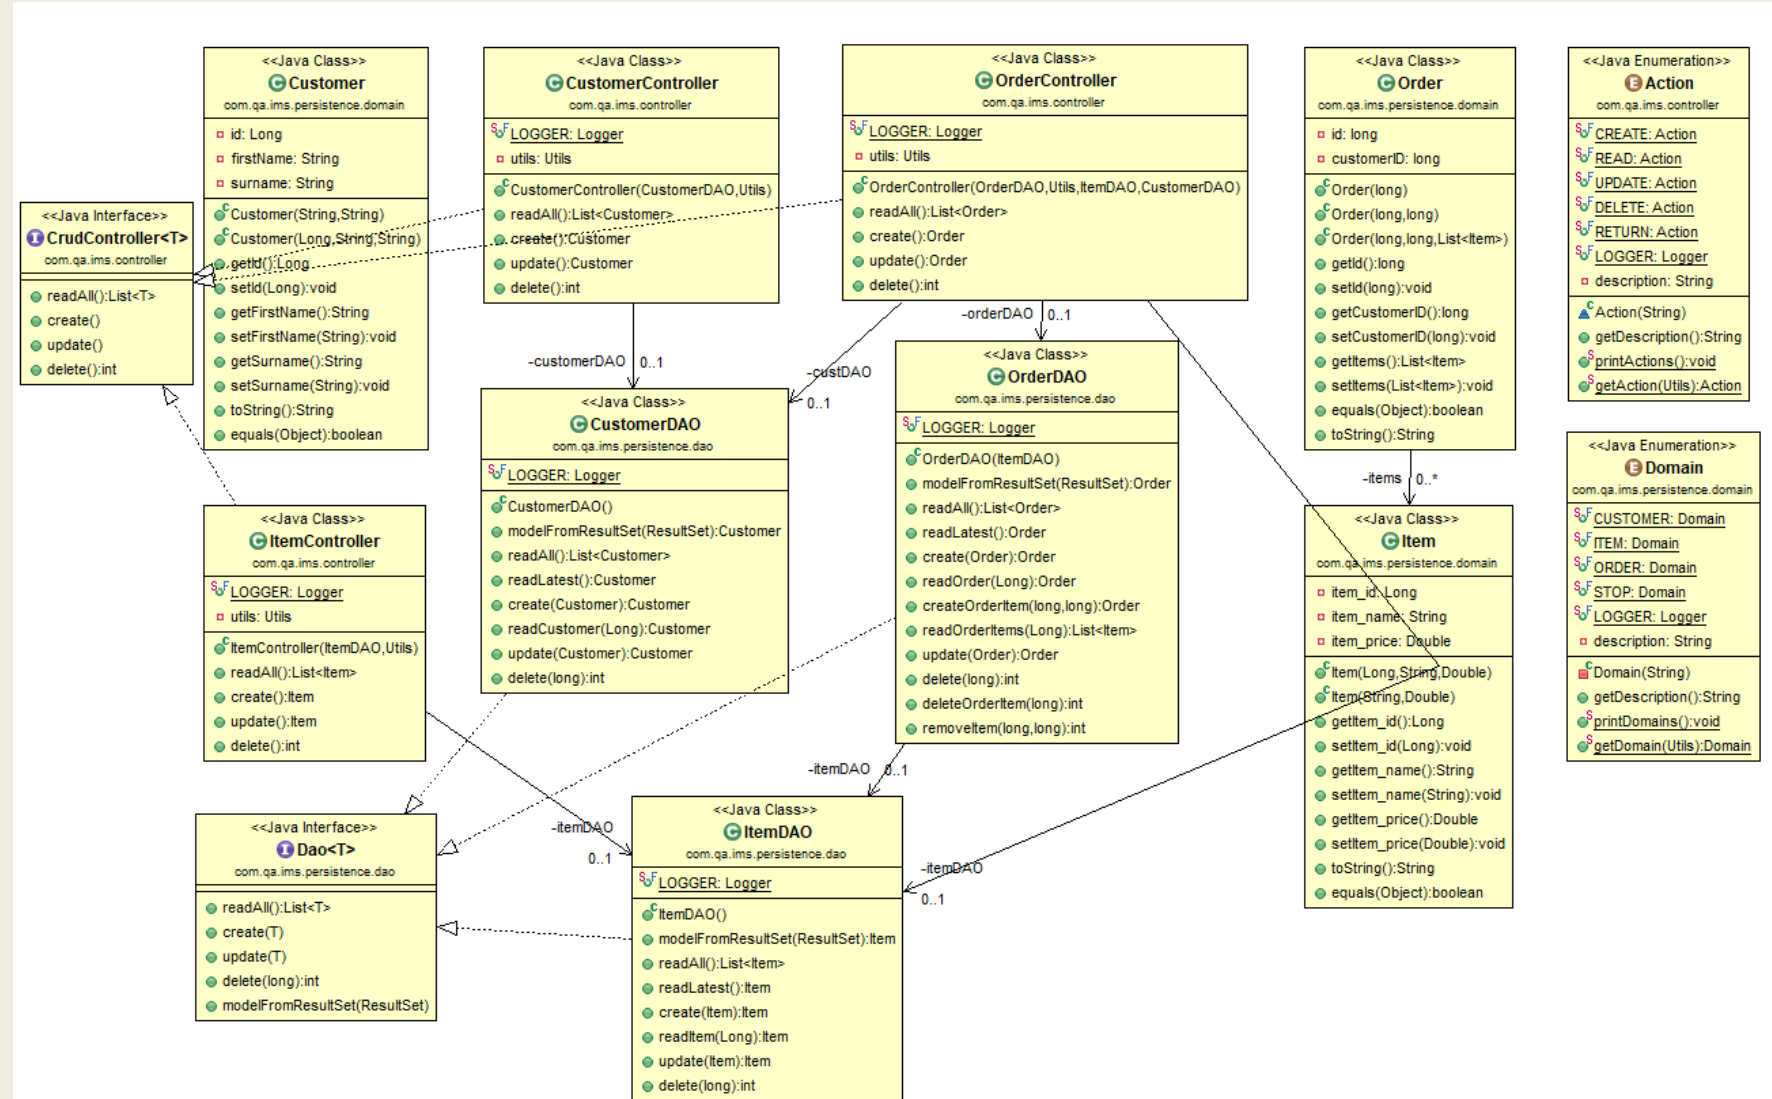 <<Java Interface>>
CrudController<T>
com.qa.ims.controller
readAll():List<T>
create()
update()
delete():int
<<Java Class>>
Customer
com.qa.ims.persistence.domain
id: Long
firstName: String
surname: String
Customer(String,String)
Customer(Long,String,String)
getId():Long
setId(Long):void
getFirstName():String
setFirstName(String):void
getSurname():String
setSurname(String):void
toString():String
equals(Object):boolean
<<Java Class>>
CustomerController
com.qa.ims.controller
LOGGER: Logger
utils: Utils
CustomerController(CustomerDAO,Utils)
readAll():List<Customer>
create():Customer
update():Customer
delete():int
<<Java Class>>
OrderController
com.qa.ims.controller
LOGGER: Logger
utils: Utils
OrderController(OrderDAO,Utils,ItemDAO,CustomerDAO)
readAll():List<Order>
create():Order
update():Order
delete():int
<<Java Class>>
Order
com.qa.ims.persistence.domain
id: long
customerID: long
Order(long)
Order(long,long)
Order(long,long,List<Item>)
getId():long
setId(long):void
getCustomerID():long
setCustomerID(long):void
getItems():List<Item>
setItems(List<Item>):void
equals(Object):boolean
toString():String
<<Java Enumeration>>
Action
com.qa.ims.controller
CREATE: Action
READ: Action
UPDATE: Action
DELETE: Action
RETURN: Action
LOGGER: Logger
description: String
Action(String)
getDescription():String
printActions():void
getAction(Utils):Action
-customerDAO 0..1
-custDAO
0..1
-orderDAO 0..1
-items 0..*
<<Java Class>>
CustomerDAO
com.qa.ims.persistence.dao
LOGGER: Logger
CustomerDAO()
modelFromResultSet(ResultSet):Customer
readAll():List<Customer>
readLatest():Customer
create(Customer):Customer
readCustomer(Long):Customer
update(Customer):Customer
delete(long):int
<<Java Class>>
OrderDAO
com.qa.ims.persistence.dao
LOGGER: Logger
OrderDAO(ItemDAO)
modelFromResultSet(ResultSet):Order
readAll():List<Order>
readLatest():Order
create(Order):Order
readOrder(Long):Order
createOrderItem(long,long):Order
readOrderItems(Long):List<Item>
update(Order):Order
delete(long):int
deleteOrderItem(long):int
removeItem(long,long):int
<<Java Class>>
Item
com.qa.ims.persistence.domain
item_id: Long
item_name: String
item_price: Double
Item(Long,String,Double)
Item(String,Double)
getItem_id():Long
setItem_id(Long):void
getItem_name():String
setItem_name(String):void
getItem_price():Double
setItem_price(Double):void
toString():String
equals(Object):boolean
<<Java Enumeration>>
Domain
com.qa.ims.persistence.domain
CUSTOMER: Domain
ITEM: Domain
ORDER: Domain
STOP: Domain
LOGGER: Logger
description: String
Domain(String)
getDescription():String
printDomains():void
getDomain(Utils):Domain
<<Java Class>>
ItemController
com.qa.ims.controller
LOGGER: Logger
utils: Utils
ItemController(ItemDAO,Utils)
readAll():List<Item>
create():Item
update():Item
delete():int
-itemDAO 0..1
-itemDAO
0..1
-itemDAO
0..1
<<Java Interface>>
Dao<T>
com.qa.ims.persistence.dao
readAll():List<T>
create(T)
update(T)
delete(long):int
modelFromResultSet(ResultSet)
<<Java Class>>
ItemDAO
com.qa.ims.persistence.dao
LOGGER: Logger
ItemDAO()
modelFromResultSet(ResultSet):Item
readAll():List<Item>
readLatest():Item
create(Item):Item
readItem(Long):Item
update(Item):Item
delete(long):int